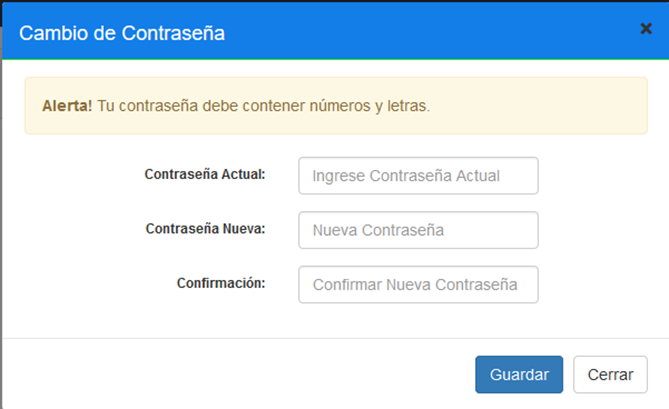 Cambio de Contraseña
Alerta! Tu contraseña debe contener números y letras.
Contraseña Actual: Ingrese Contraseña Actual
Contraseña Nueva: Nueva Contraseña
Confirmación: Confirmar Nueva Contraseña
Guardar Cerrar